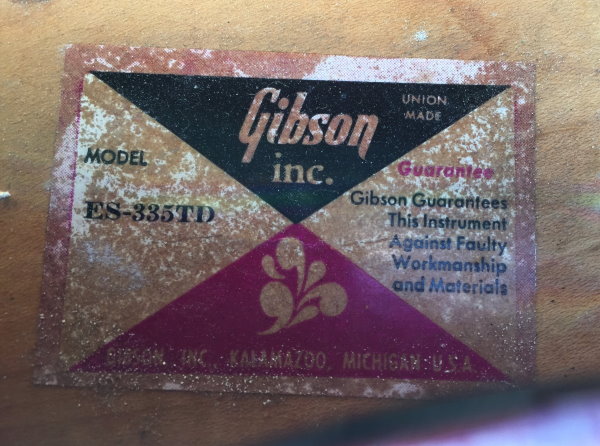 Gibson
inc.
UNION
MADE
MODEL
ES-335TD
Guarantee
Gibson Guarantees
This Instrument
Against Faulty
Workmanship
and Materials
GIBSON, INC., KALAMAZOO, MICHIGAN U.S.A.